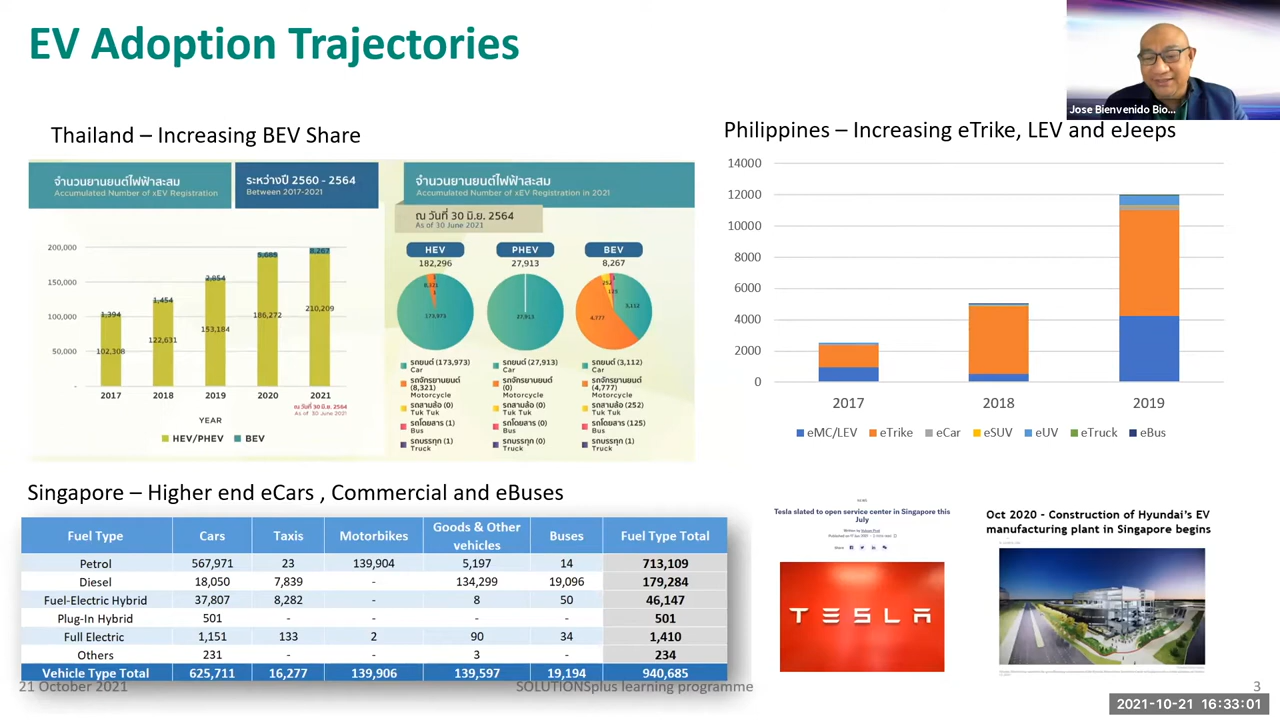 EV Adoption Trajectories
Jose Bienvenido Bio...
Thailand – Increasing BEV Share
จำนวนยานยนต์ไฟฟ้าสะสม
Accumulated Number of xEV Registration
ระหว่างปี 2560 - 2564
Between 2017-2021
200,000
150,000
100,000
50,000
-
1,394
102,308
1,454
122,631
2,854
153,184
5,685
186,272
8,267
210,209
2017
2018
2019
2020
2021
ณ วันที่ 30 มิ.ย. 2564
As of 30 June 2021
YEAR
HEV/PHEV
BEV
จำนวนยานยนต์ไฟฟ้าสะสม
Accumulated Number of xEV Registration in 2021
ณ วันที่ 30 มิ.ย. 2564
As of 30 June 2021
HEV
182,296
8,321
1
173,973
รถยนต์ (173,973)
Car
รถจักรยานยนต์
(8,321)
Motorcycle
รถสามล้อ (0)
Tuk Tuk
รถโดยสาร (1)
Bus
รถบรรทุก (1)
Truck
PHEV
27,913
27,913
รถยนต์ (27,913)
Car
รถจักรยานยนต์
(0)
Motorcycle
รถสามล้อ (0)
Tuk Tuk
รถโดยสาร (0)
Bus
รถบรรทุก (0)
Truck
BEV
8,267
252
125
1
3,112
4,777
รถยนต์ (3,112)
Car
รถจักรยานยนต์
(4,777)
Motorcycle
รถสามล้อ (252)
Tuk Tuk
รถโดยสาร (125)
Bus
รถบรรทุก (1)
Truck
Philippines – Increasing eTrike, LEV and eJeeps
14000
12000
10000
8000
6000
4000
2000
0
2017
2018
2019
eMC/LEV
eTrike
eCar
eSUV
eUV
eTruck
eBus
Singapore – Higher end eCars , Commercial and eBuses
Fuel Type Cars Taxis Motorbikes Goods & Other vehicles Buses Fuel Type Total
Petrol 567,971 23 139,904 5,197 14 713,109
Diesel 18,050 7,839 - 134,299 19,096 179,284
Fuel-Electric Hybrid 37,807 8,282 - 8 50 46,147
Plug-In Hybrid 501 - - - - 501
Full Electric 1,151 133 2 90 34 1,410
Others 231 - - 3 - 234
Vehicle Type Total 625,711 16,277 139,906 139,597 19,194 940,685
NEWS
Tesla slated to open service center in Singapore this
July
TESLA
Oct 2020 - Construction of Hyundai's EV
manufacturing plant in Singapore begins
21 October 2021
SOLUTIONSplus learning programme
3
2021-10-21 16:33:01